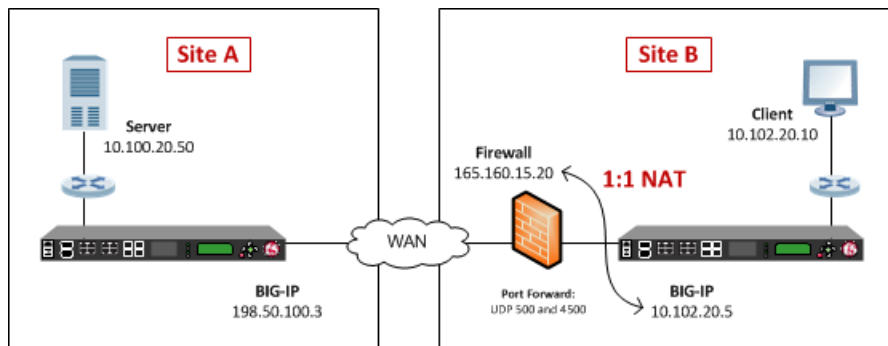 Site A
Server
10.100.20.50
BIG-IP
198.50.100.3
WAN
Site B
Client
10.102.20.10
Firewall
165.160.15.20
1:1 NAT
Port Forward:
UDP 500 and 4500
BIG-IP
10.102.20.5